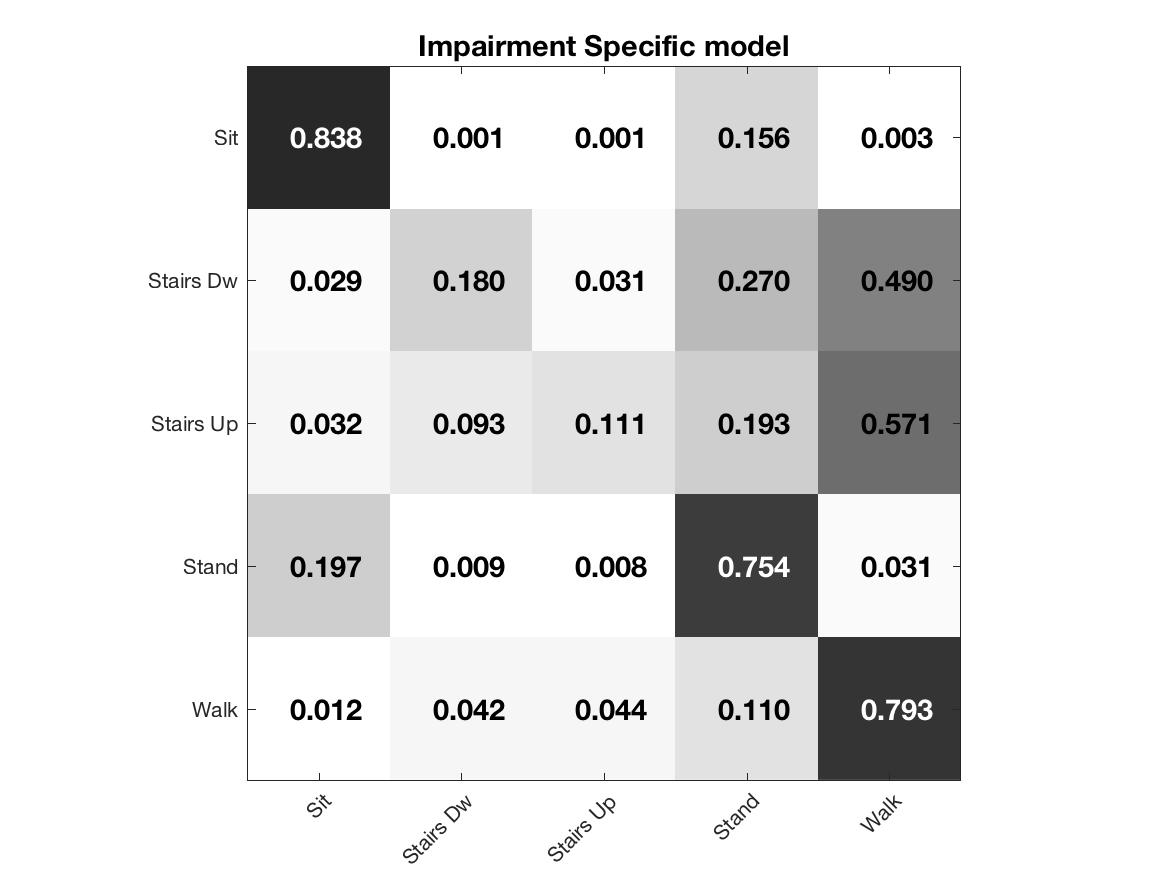 Impairment Specific model
Sit 0.838 0.001 0.001 0.156 0.003
Stairs Dw 0.029 0.180 0.031 0.270 0.490
Stairs Up 0.032 0.093 0.111 0.193 0.571
Stand 0.197 0.009 0.008 0.754 0.031
Walk 0.012 0.042 0.044 0.110 0.793
Sit Stairs Dw Stairs Up Stand Walk